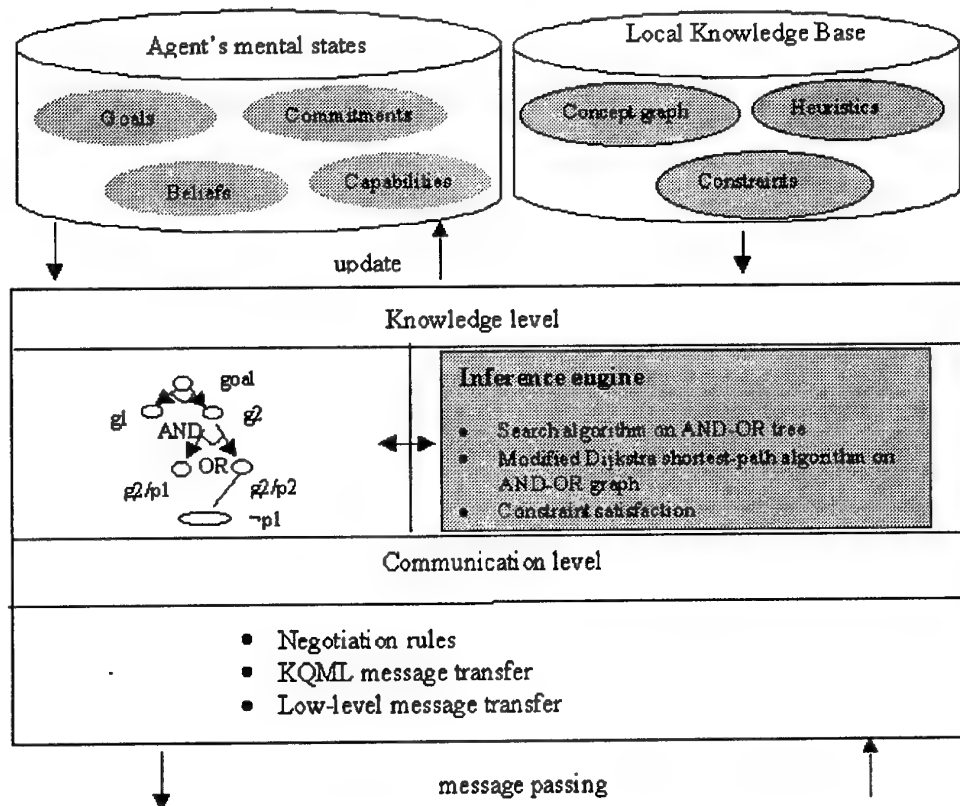 Agent's mental states
Goals
Commitments
Beliefs
Capabilities
Local Knowledge Base
Concept graph
Heuristics
Constraints
update
Knowledge level
goal
g1
g2
AND
OR
g2/p1
g2/p2
¬p1
Inference engine
• Search algorithm on AND-OR tree
• Modified Dijkstra shortest-path algorithm on
AND-OR graph
• Constraint satisfaction
Communication level
• Negotiation rules
• KQML message transfer
• Low-level message transfer
message passing